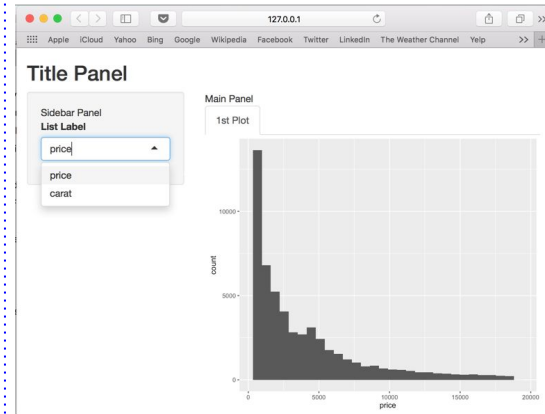 127.0.0.1
Apple iCloud Yahoo Bing Google Wikipedia Facebook Twitter LinkedIn The Weather Channel Yelp >>
Title Panel
Sidebar Panel
List Label
price
price
carat
Main Panel
1st Plot
10000
5000
0
count
0 5000 10000 15000 20000
price